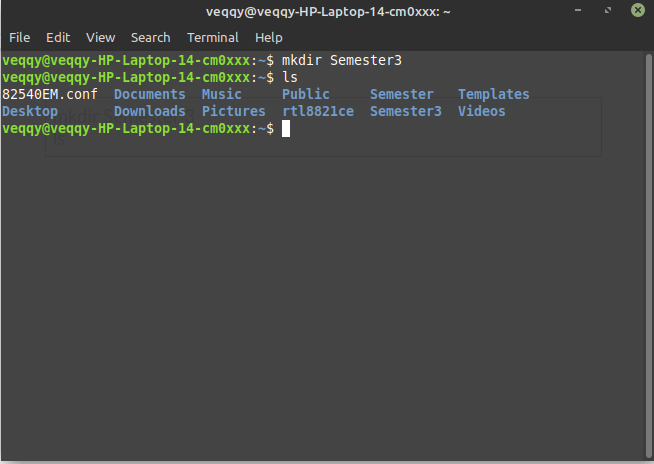 veqqy@veqqy-HP-Laptop-14-cm0xxx: ~
File Edit View Search Terminal Help
veqqy@veqqy-HP-Laptop-14-cm0xxx:~$ mkdir Semester3
veqqy@veqqy-HP-Laptop-14-cm0xxx:~$ ls
82540EM.conf Documents Music Public Semester Templates
Desktop Downloads Pictures rtl8821ce Semester3 Videos
veqqy@veqqy-HP-Laptop-14-cm0xxx:~$